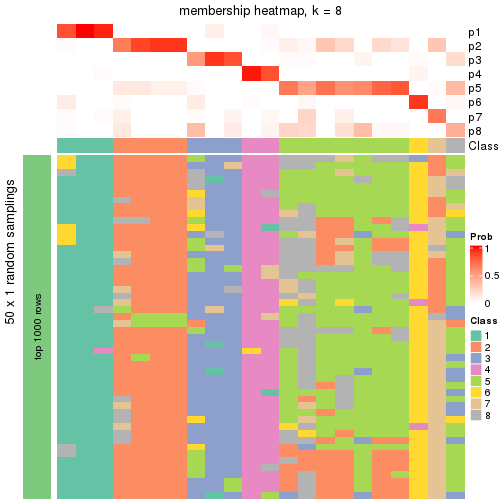 membership heatmap, k = 8
p1
p2
p3
p4
p5
p6
p7
p8
Class
50 x 1 random samplings
top 1000 rows
Prob
1
0.5
0
Class
1
2
3
4
5
6
7
8